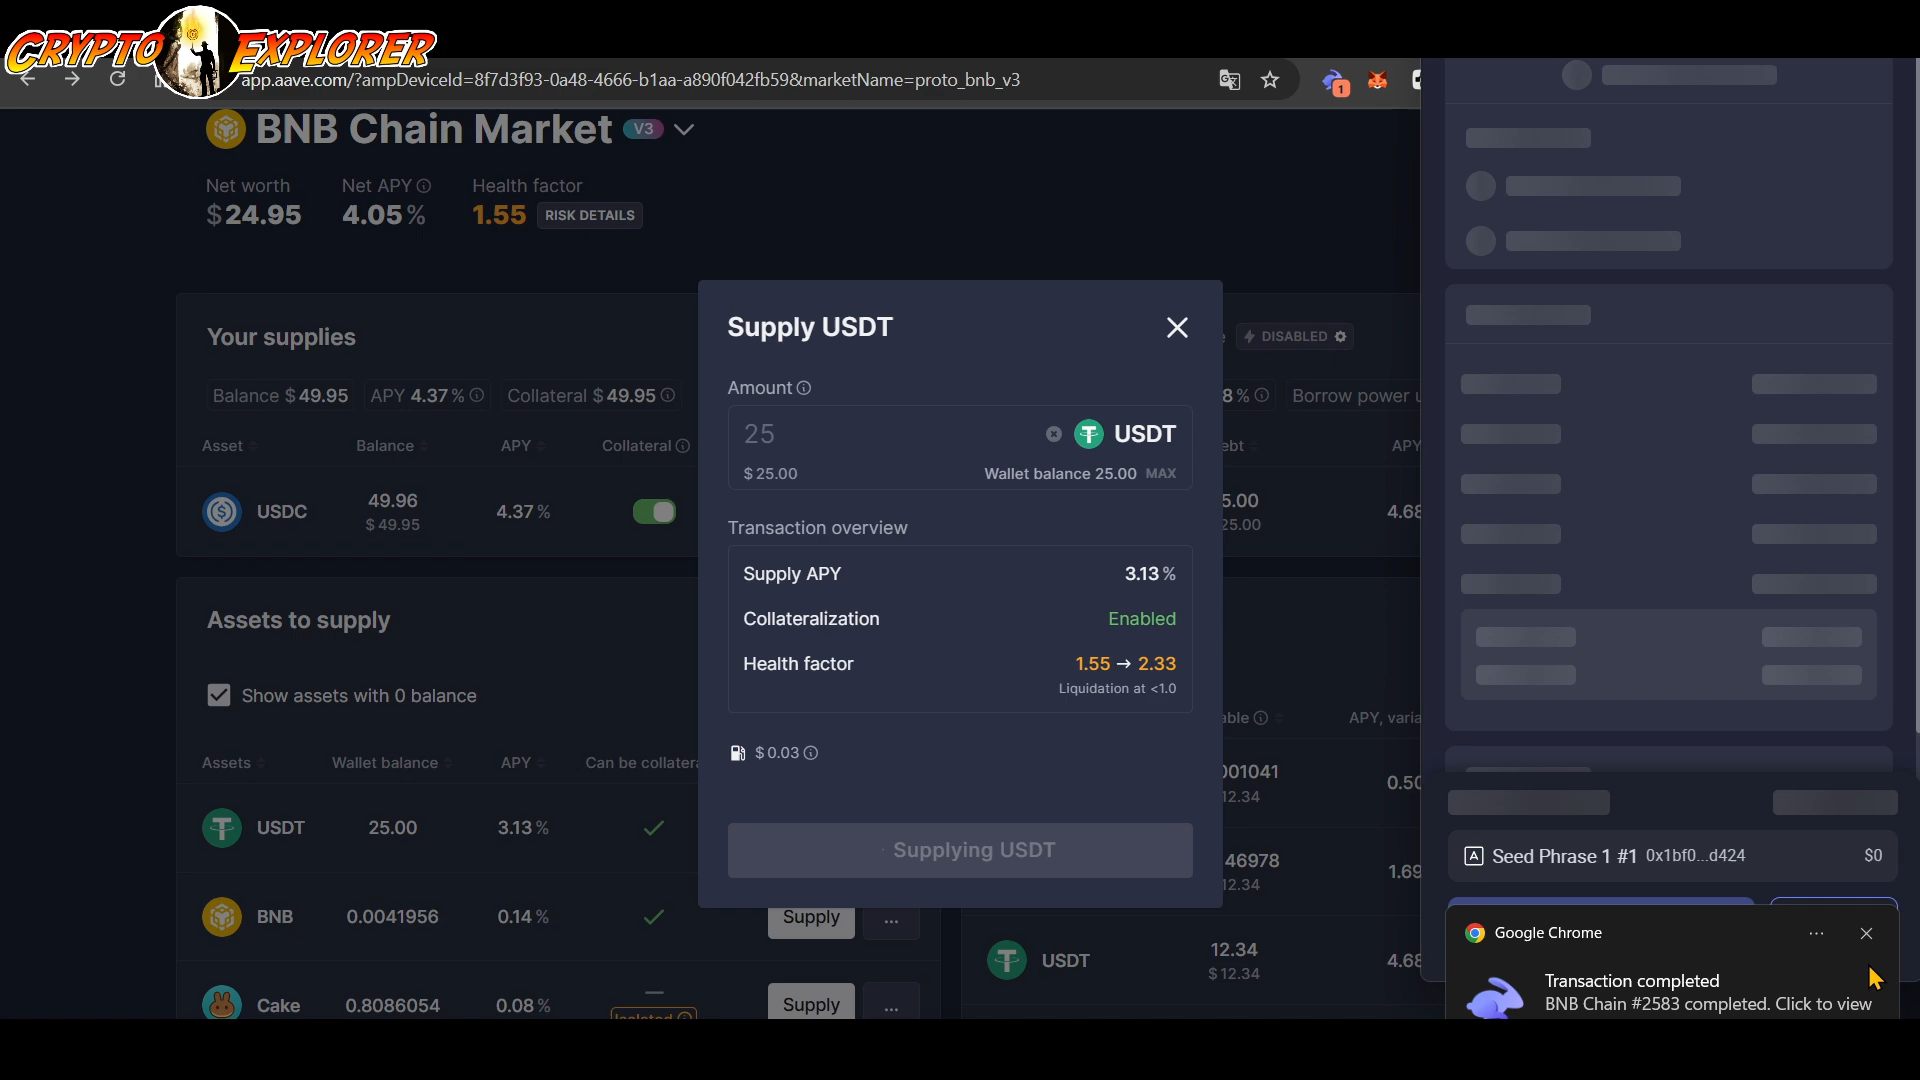 CRYPTO EXPLORER
app.aave.com/?ampDeviceId=8f7d3f93-0a48-4666-b1aa-a890f042fb59&marketName=proto_bnb_v3
1
BNB Chain Market V3
Net worth Net APY Health factor
$24.95 4.05% 1.55 RISK DETAILS
Your supplies
DISABLED
Balance $49.95 APY 4.37% Collateral $49.95
8% Borrow power
Asset Balance APY Collateral
APY
USDC 49.96 4.37%
$49.95
5.00 4.68
25.00
Supply USDT
Amount
25 USDT
$25.00 Wallet balance 25.00 MAX
Transaction overview
Supply APY 3.13%
Collateralization Enabled
Health factor 1.55 → 2.33
Liquidation at <1.0
$0.03
Supplying USDT
Assets to supply
Show assets with 0 balance
Assets Wallet balance APY Can be collatera
able APY, varia
USDT 25.00 3.13%
001041 0.50
12.34
46978 1.69
12.34
BNB 0.0041956 0.14% Supply ...
USDT 12.34 4.68
$12.34
Cake 0.8086054 0.08% — Supply ...
Isolated
Seed Phrase 1 #1 0x1bf0...d424 $0
Google Chrome
Transaction completed
BNB Chain #2583 completed. Click to view